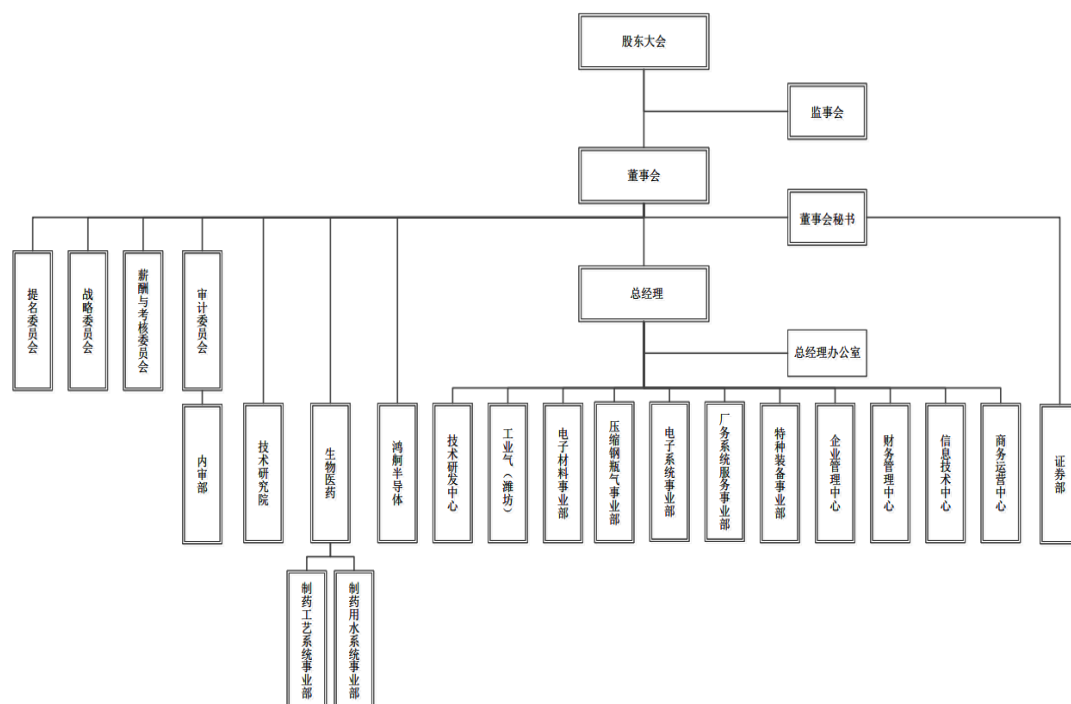 股东大会
监事会
董事会
董事会秘书
提名委员会
战略委员会
薪酬与考核委员会
审计委员会
总经理
总经理办公室
内审部
技术研究院
生物医药
鸿舸半导体
技术研发中心
工业气（潍坊）
电子材料事业部
压缩钢瓶气事业部
电子系统事业部
厂务系统服务事业部
特种装备事业部
企业管理中心
财务管理中心
信息技术中心
商务运营中心
证券部
制药工艺系统事业部
制药用水系统事业部